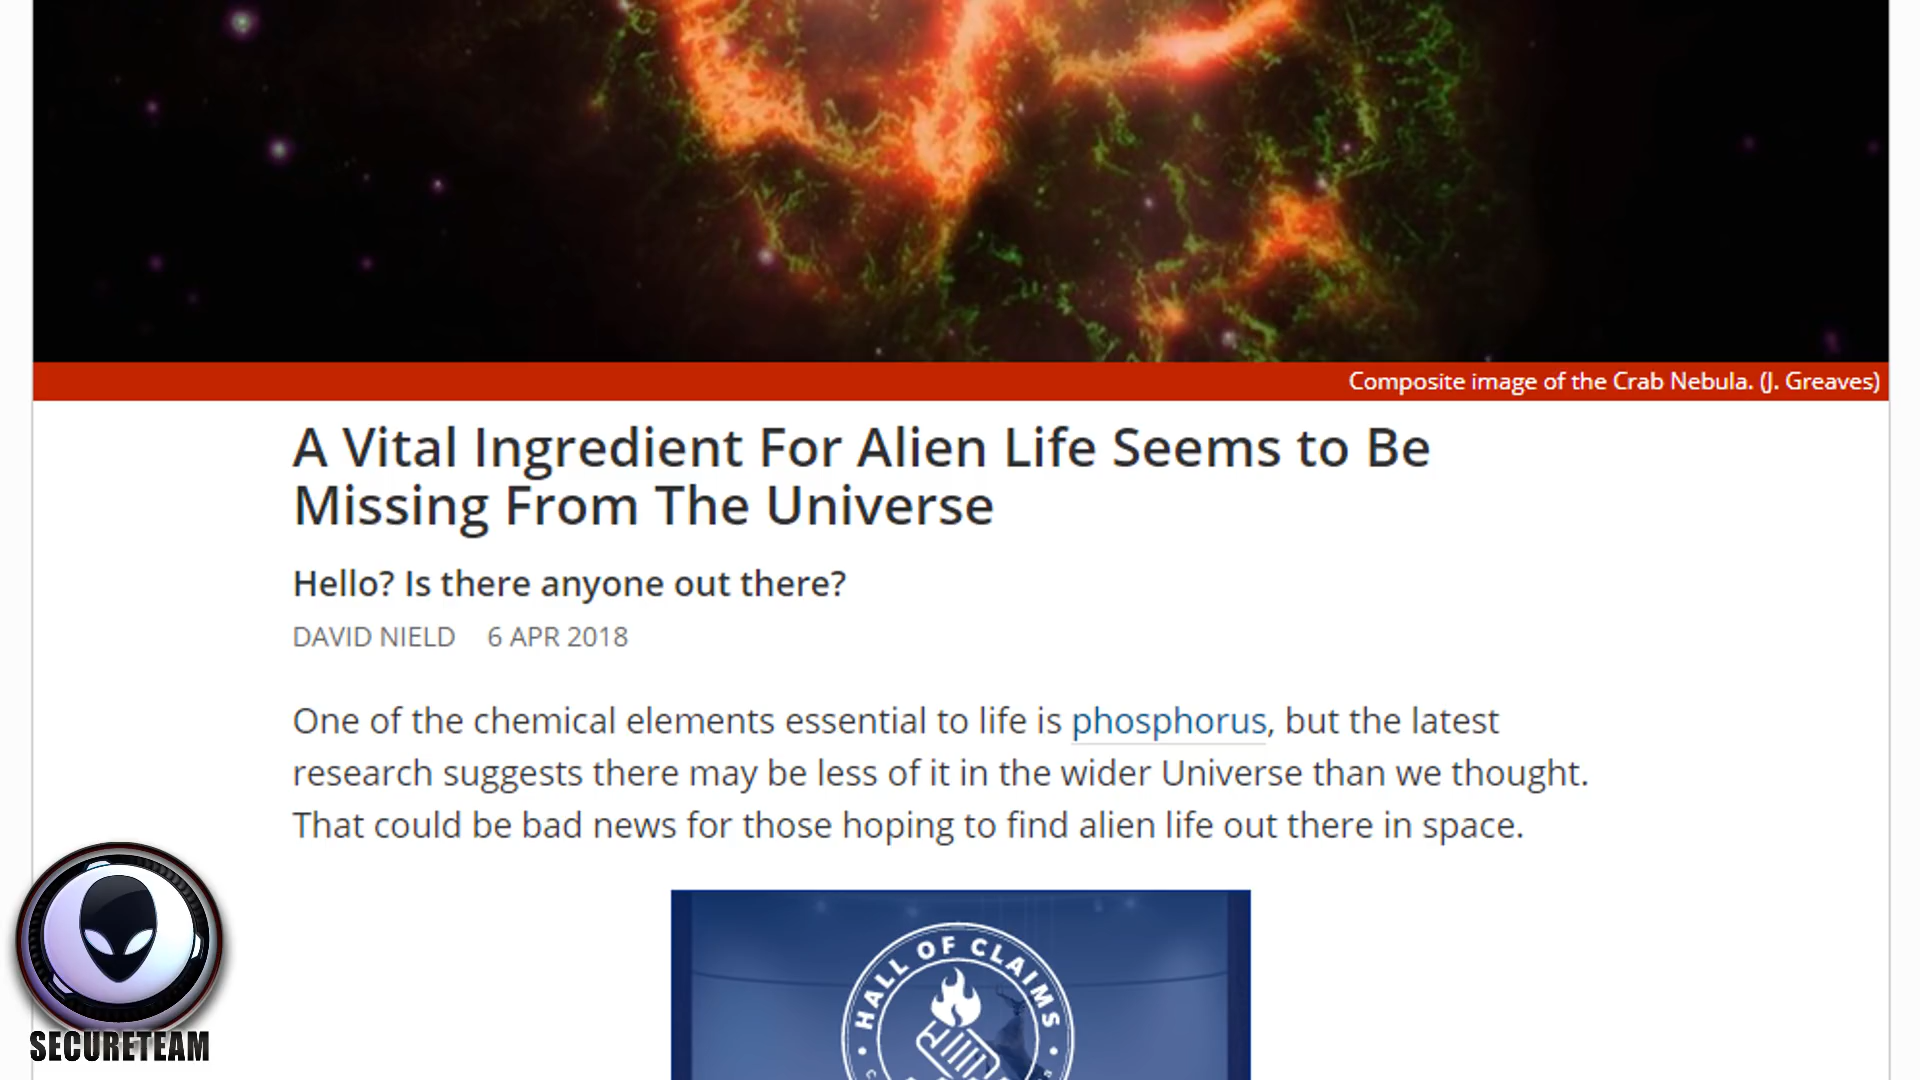 Composite image of the Crab Nebula. (J. Greaves)
A Vital Ingredient For Alien Life Seems to Be
Missing From The Universe
Hello? Is there anyone out there?
DAVID NIELD 6 APR 2018
One of the chemical elements essential to life is phosphorus, but the latest
research suggests there may be less of it in the wider Universe than we thought.
That could be bad news for those hoping to find alien life out there in space.
HALL OF CLAIMS
SECURETEAM